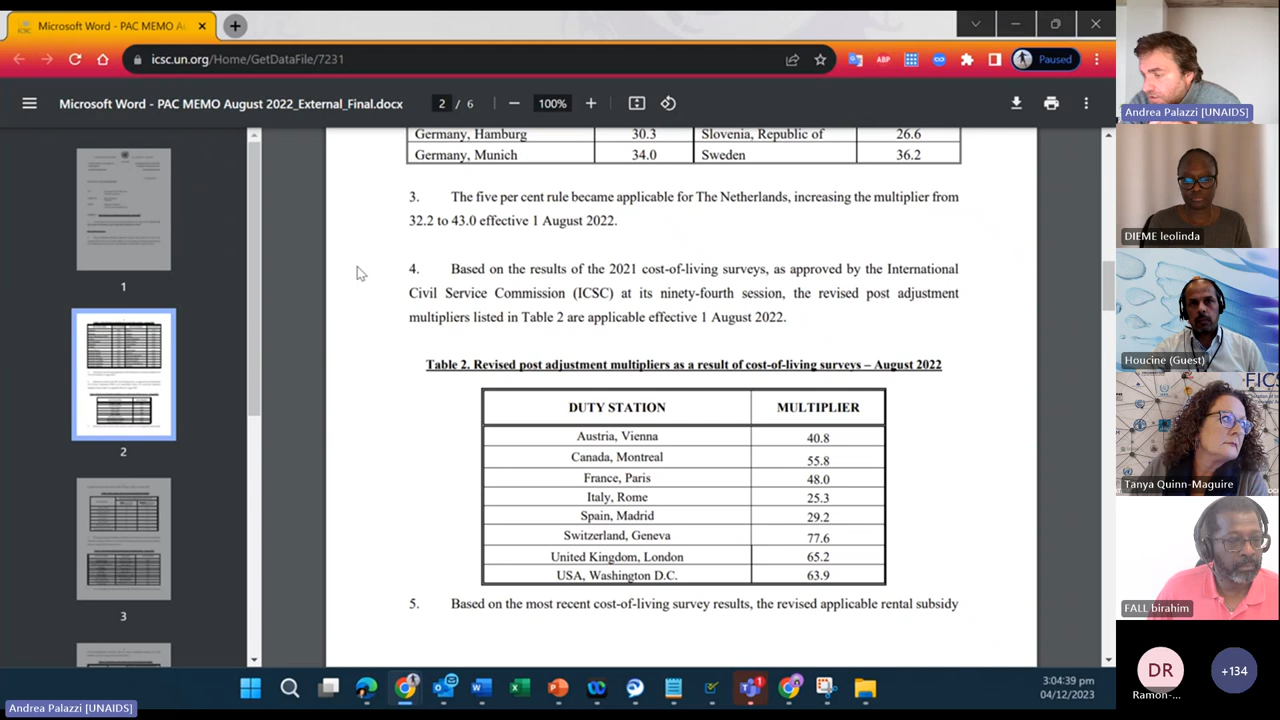 Microsoft Word - PAC MEMO A
icsc.un.org/Home/GetDataFile/7231
ABP
Paused
Microsoft Word - PAC MEMO August 2022_External_Final.docx
2 / 6
100%
1
2
3
Germany, Hamburg 30.3 Slovenia, Republic of 26.6
Germany, Munich 34.0 Sweden 36.2
3. The five per cent rule became applicable for The Netherlands, increasing the multiplier from
32.2 to 43.0 effective 1 August 2022.
4. Based on the results of the 2021 cost-of-living surveys, as approved by the International
Civil Service Commission (ICSC) at its ninety-fourth session, the revised post adjustment
multipliers listed in Table 2 are applicable effective 1 August 2022.
Table 2. Revised post adjustment multipliers as a result of cost-of-living surveys – August 2022
DUTY STATION MULTIPLIER
Austria, Vienna 40.8
Canada, Montreal 55.8
France, Paris 48.0
Italy, Rome 25.3
Spain, Madrid 29.2
Switzerland, Geneva 77.6
United Kingdom, London 65.2
USA, Washington D.C. 63.9
5. Based on the most recent cost-of-living survey results, the revised applicable rental subsidy
3:04:39 pm
04/12/2023
Andrea Palazzi [UNAIDS]
Andrea Palazzi [UNAIDS]
DIEME leolinda
Houcine (Guest)
FICS
Tanya Quinn-Maguire
FALL birahim
DR
Ramon-...
+134